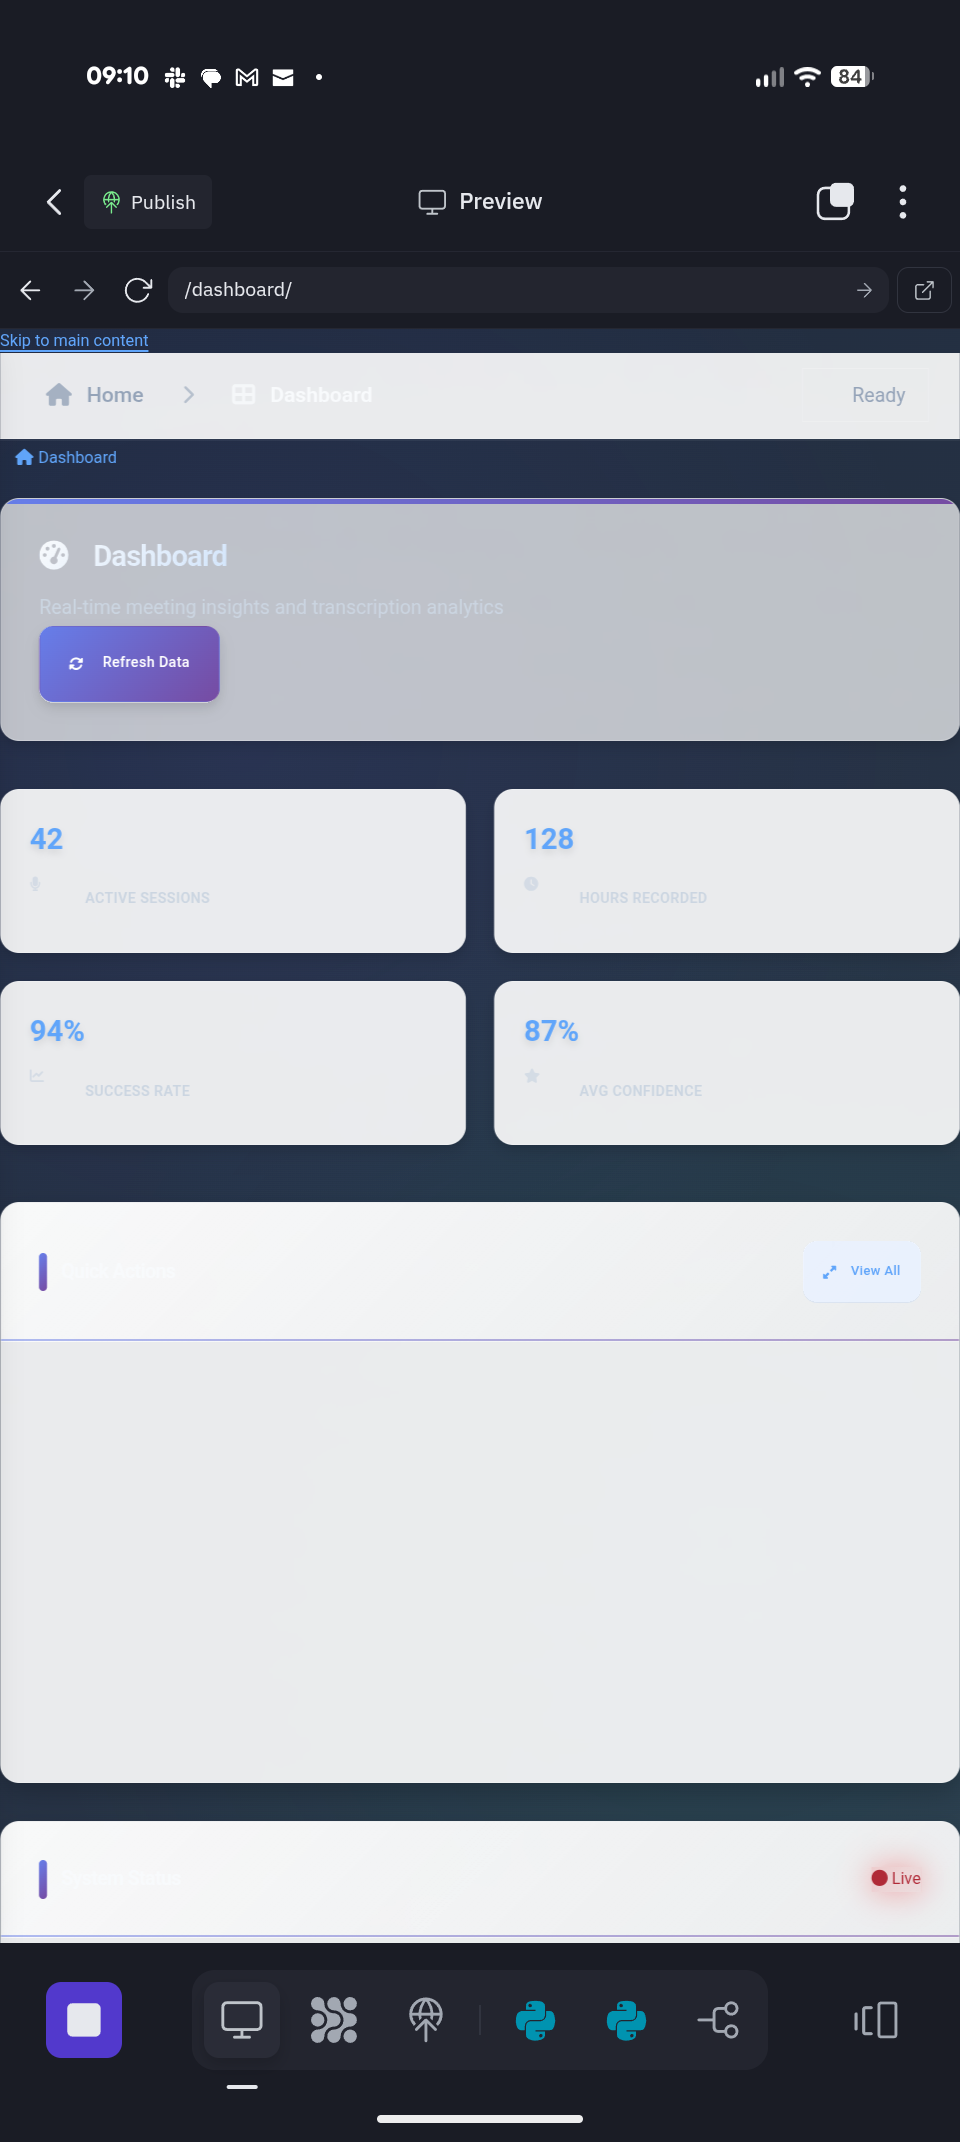 09:10
84
Publish
Preview
/dashboard/
Skip to main content
Home
Dashboard
Ready
Dashboard
Dashboard
Real-time meeting insights and transcription analytics
Refresh Data
42
128
ACTIVE SESSIONS
HOURS RECORDED
94%
87%
SUCCESS RATE
AVG CONFIDENCE
Quick Actions
View All
System Status
Live